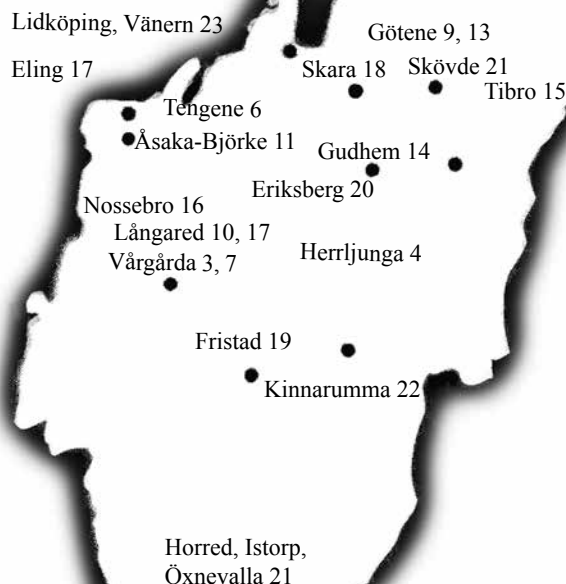 Lidköping, Vänern 23
Götene 9, 13
Eling 17
Skara 18
Skövde 21
Tibro 15
Tengene 6
Åsaka-Björke 11
Gudhem 14
Eriksberg 20
Nossebro 16
Långared 10, 17
Herrljunga 4
Vårgårda 3, 7
Fristad 19
Kinnarumma 22
Horred, Istorp,
Öxnevalla 21